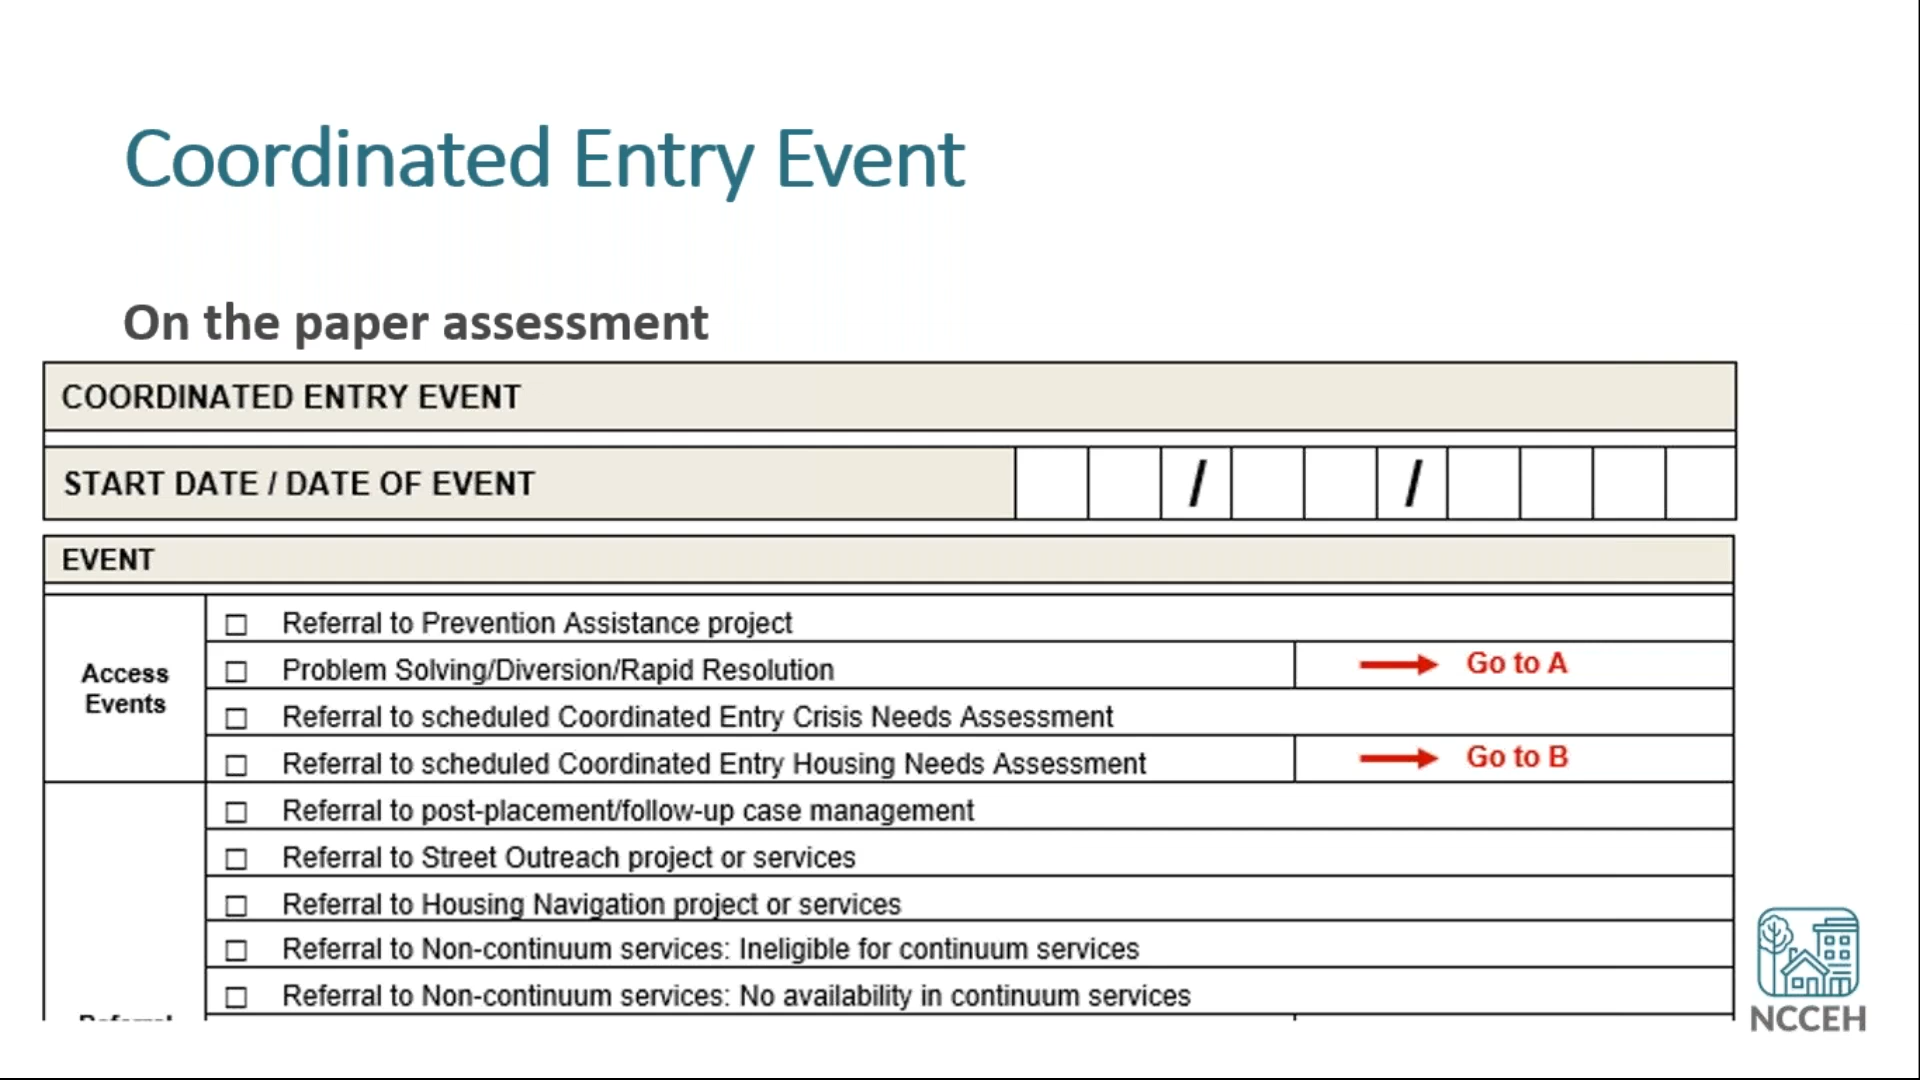 Coordinated Entry Event
On the paper assessment
COORDINATED ENTRY EVENT
START DATE / DATE OF EVENT / /
EVENT
Access
Events
Referral to Prevention Assistance project
Problem Solving/Diversion/Rapid Resolution Go to A
Referral to scheduled Coordinated Entry Crisis Needs Assessment
Referral to scheduled Coordinated Entry Housing Needs Assessment Go to B
Referral to post-placement/follow-up case management
Referral to Street Outreach project or services
Referral to Housing Navigation project or services
Referral to Non-continuum services: Ineligible for continuum services
Referral to Non-continuum services: No availability in continuum services
NCCEH